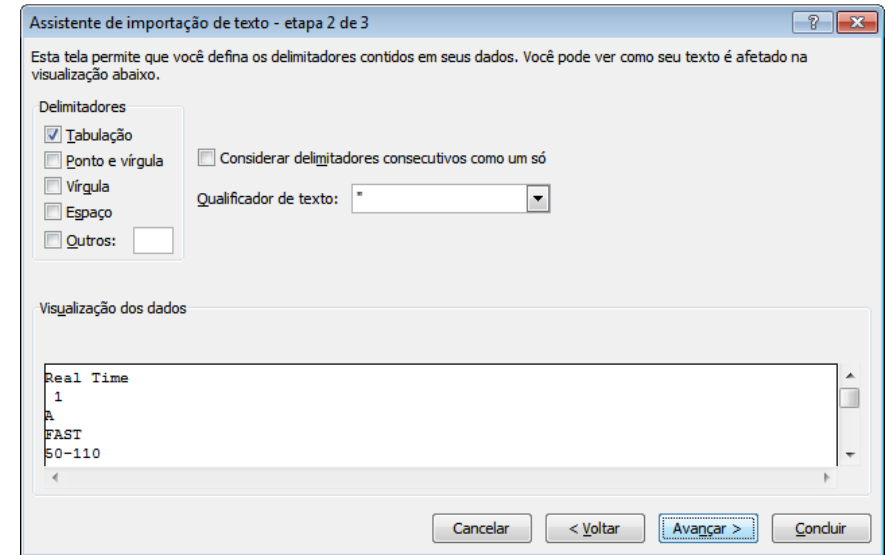 Assistente de importação de texto - etapa 2 de 3
Esta tela permite que você defina os delimitadores contidos em seus dados. Você pode ver como seu texto é afetado na
visualização abaixo.
Delimitadores
Tabulação
Ponto e vírgula
Vírgula
Espaço
Outros:
Considerar delimitadores consecutivos como um só
Qualificador de texto: "
Visualização dos dados
Real Time
1
A
FAST
50-110
Cancelar < Voltar Avançar > Concluir